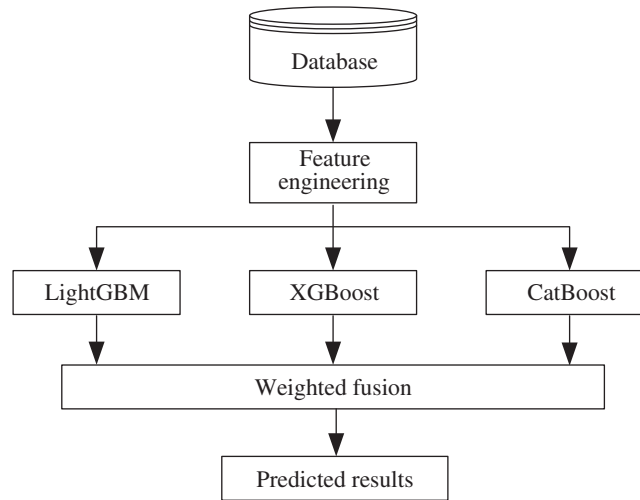 Database
Feature
engineering
LightGBM
XGBoost
CatBoost
Weighted fusion
Predicted results